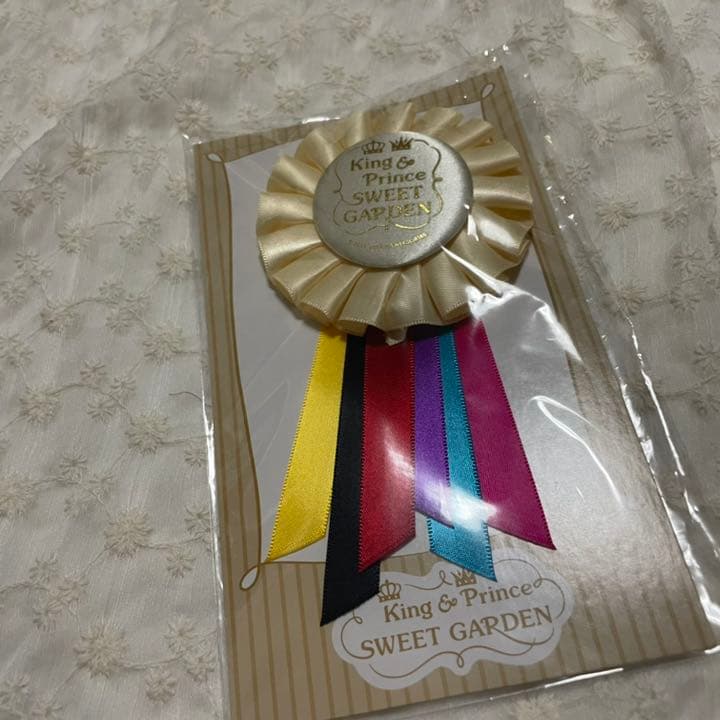 King &
Prince
SWEET
GARDEN
King & Prince
SWEET GARDEN